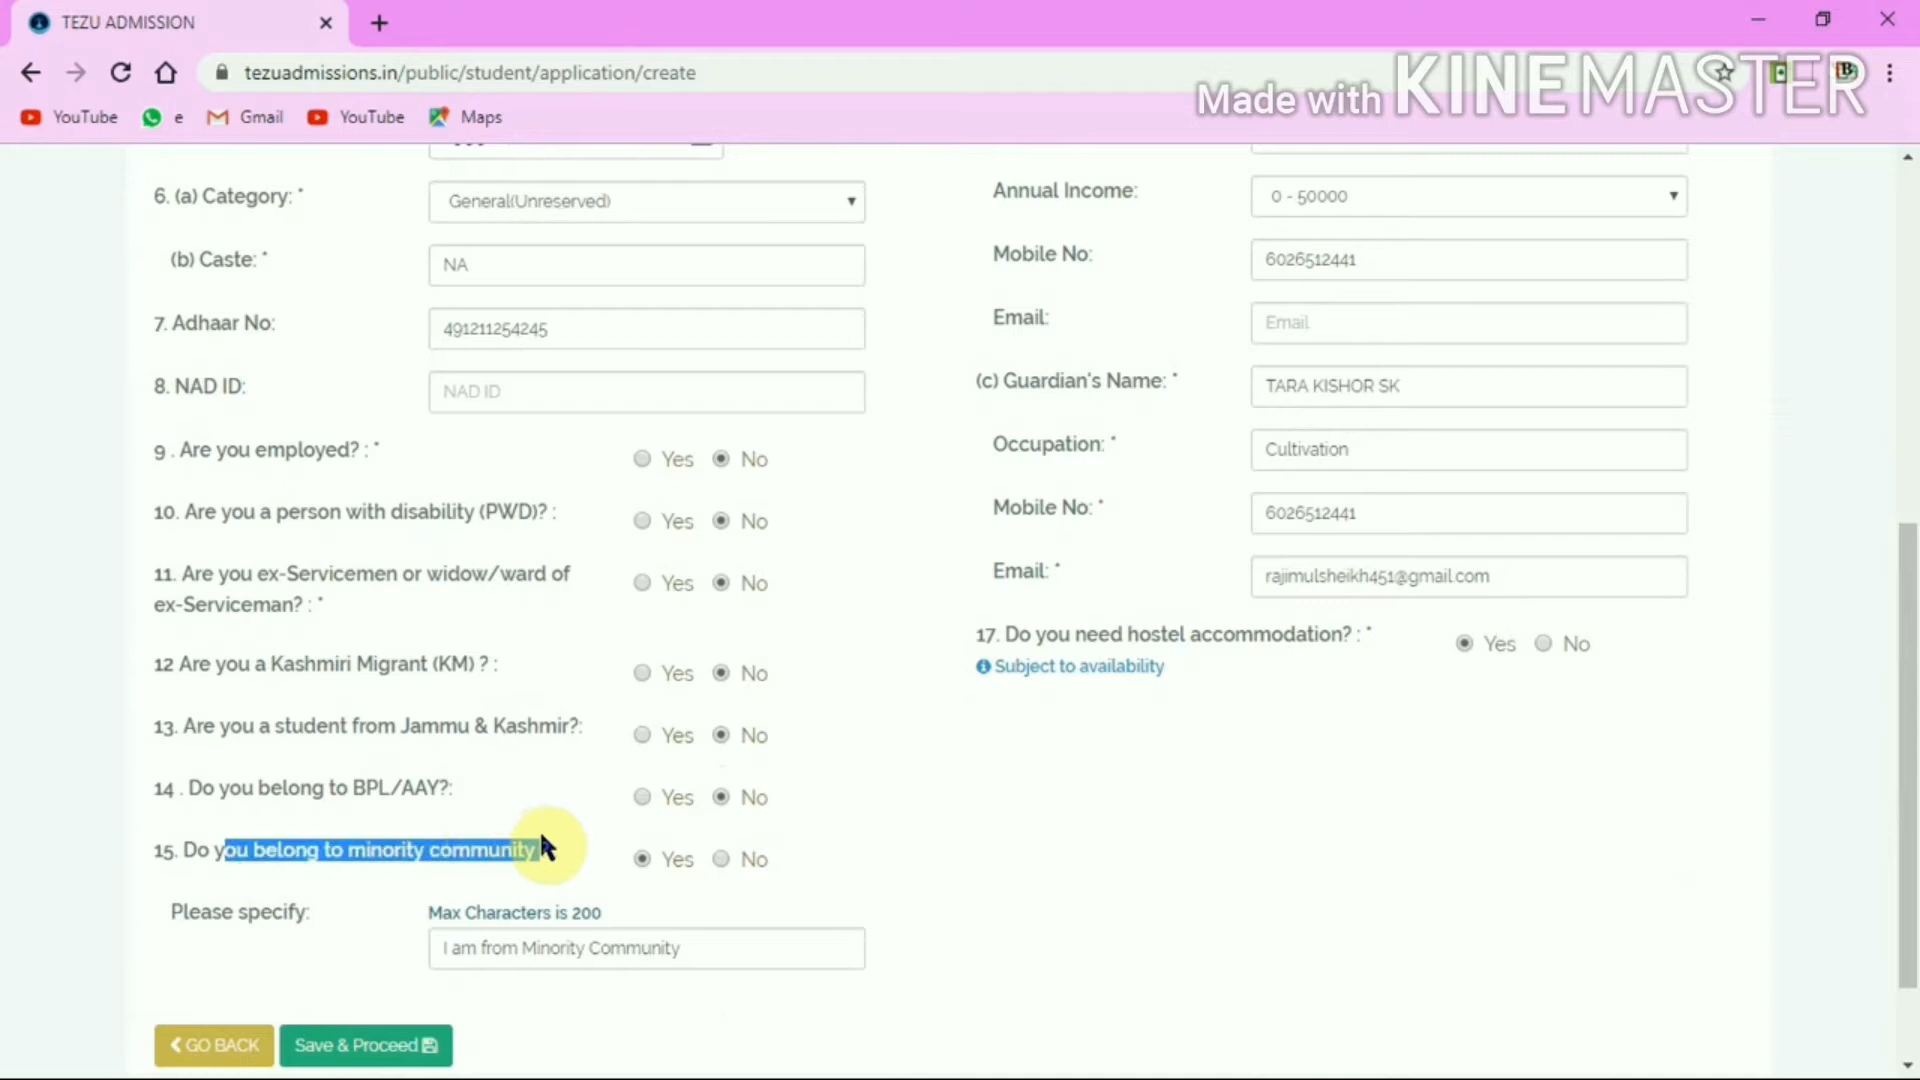 TEZU ADMISSION
tezuadmissions.in/public/student/application/create
Made with KINEMASTER
YouTube e Gmail YouTube Maps
6. (a) Category: * General(Unreserved)
(b) Caste: * NA
7. Adhaar No: 491211254245
8. NAD ID: NAD ID
9 . Are you employed? : * Yes No
10. Are you a person with disability (PWD)? : Yes No
11. Are you ex-Servicemen or widow/ward of
ex-Serviceman? : * Yes No
12 Are you a Kashmiri Migrant (KM) ? : Yes No
13. Are you a student from Jammu & Kashmir?: Yes No
14 . Do you belong to BPL/AAY?: Yes No
15. Do you belong to minority community Yes No
Please specify: Max Characters is 200
I am from Minority Community
GO BACK Save & Proceed
Annual Income: 0 - 50000
Mobile No: 6026512441
Email: Email
(c) Guardian's Name: * TARA KISHOR SK
Occupation: * Cultivation
Mobile No: * 6026512441
Email: * rajimulsheikh451@gmail.com
17. Do you need hostel accommodation? : * Yes No
Subject to availability